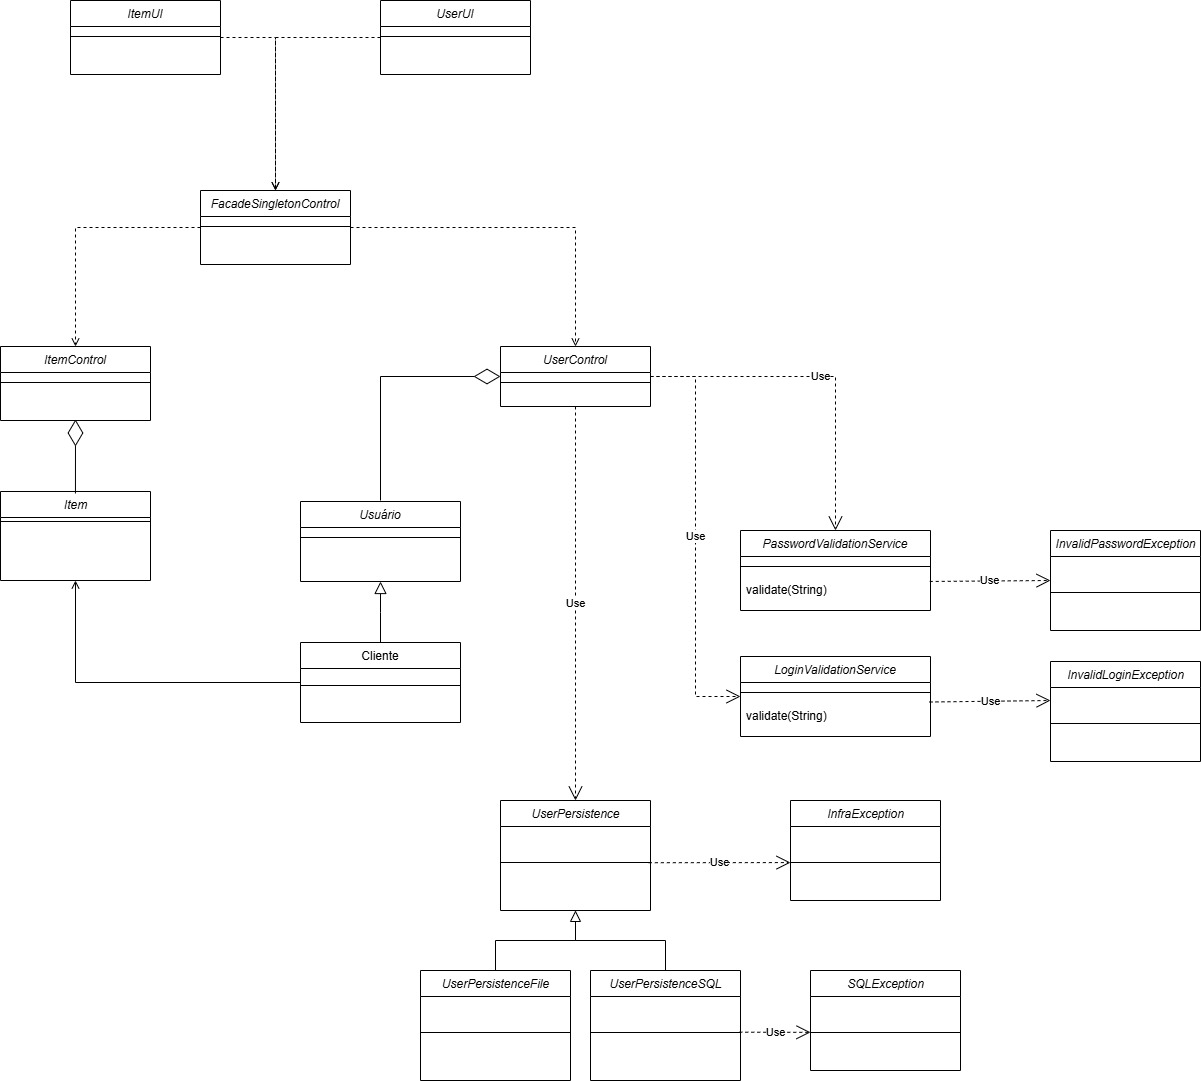 ItemUI
UserUI
FacadeSingletonControl
ItemControl
UserControl
Use
Item
Usuário
Use
PasswordValidationService
validate(String)
Use
InvalidPasswordException
Use
Cliente
LoginValidationService
validate(String)
Use
InvalidLoginException
UserPersistence
Use
InfraException
UserPersistenceFile
UserPersistenceSQL
Use
SQLException